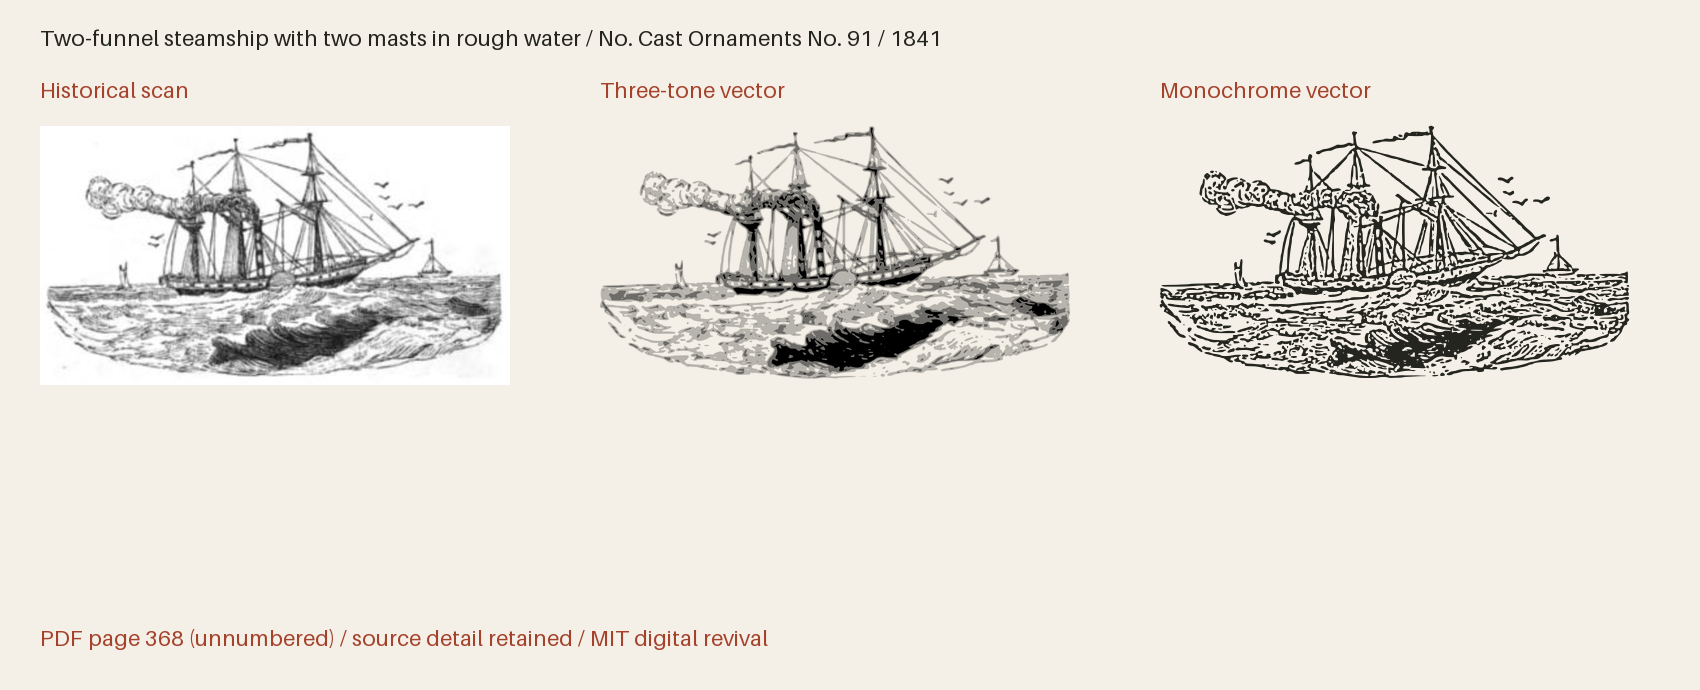 Two-funnel steamship with two masts in rough water / No. Cast Ornaments No. 91 / 1841
Historical scan
Three-tone vector
Monochrome vector
PDF page 368 (unnumbered) / source detail retained / MIT digital revival